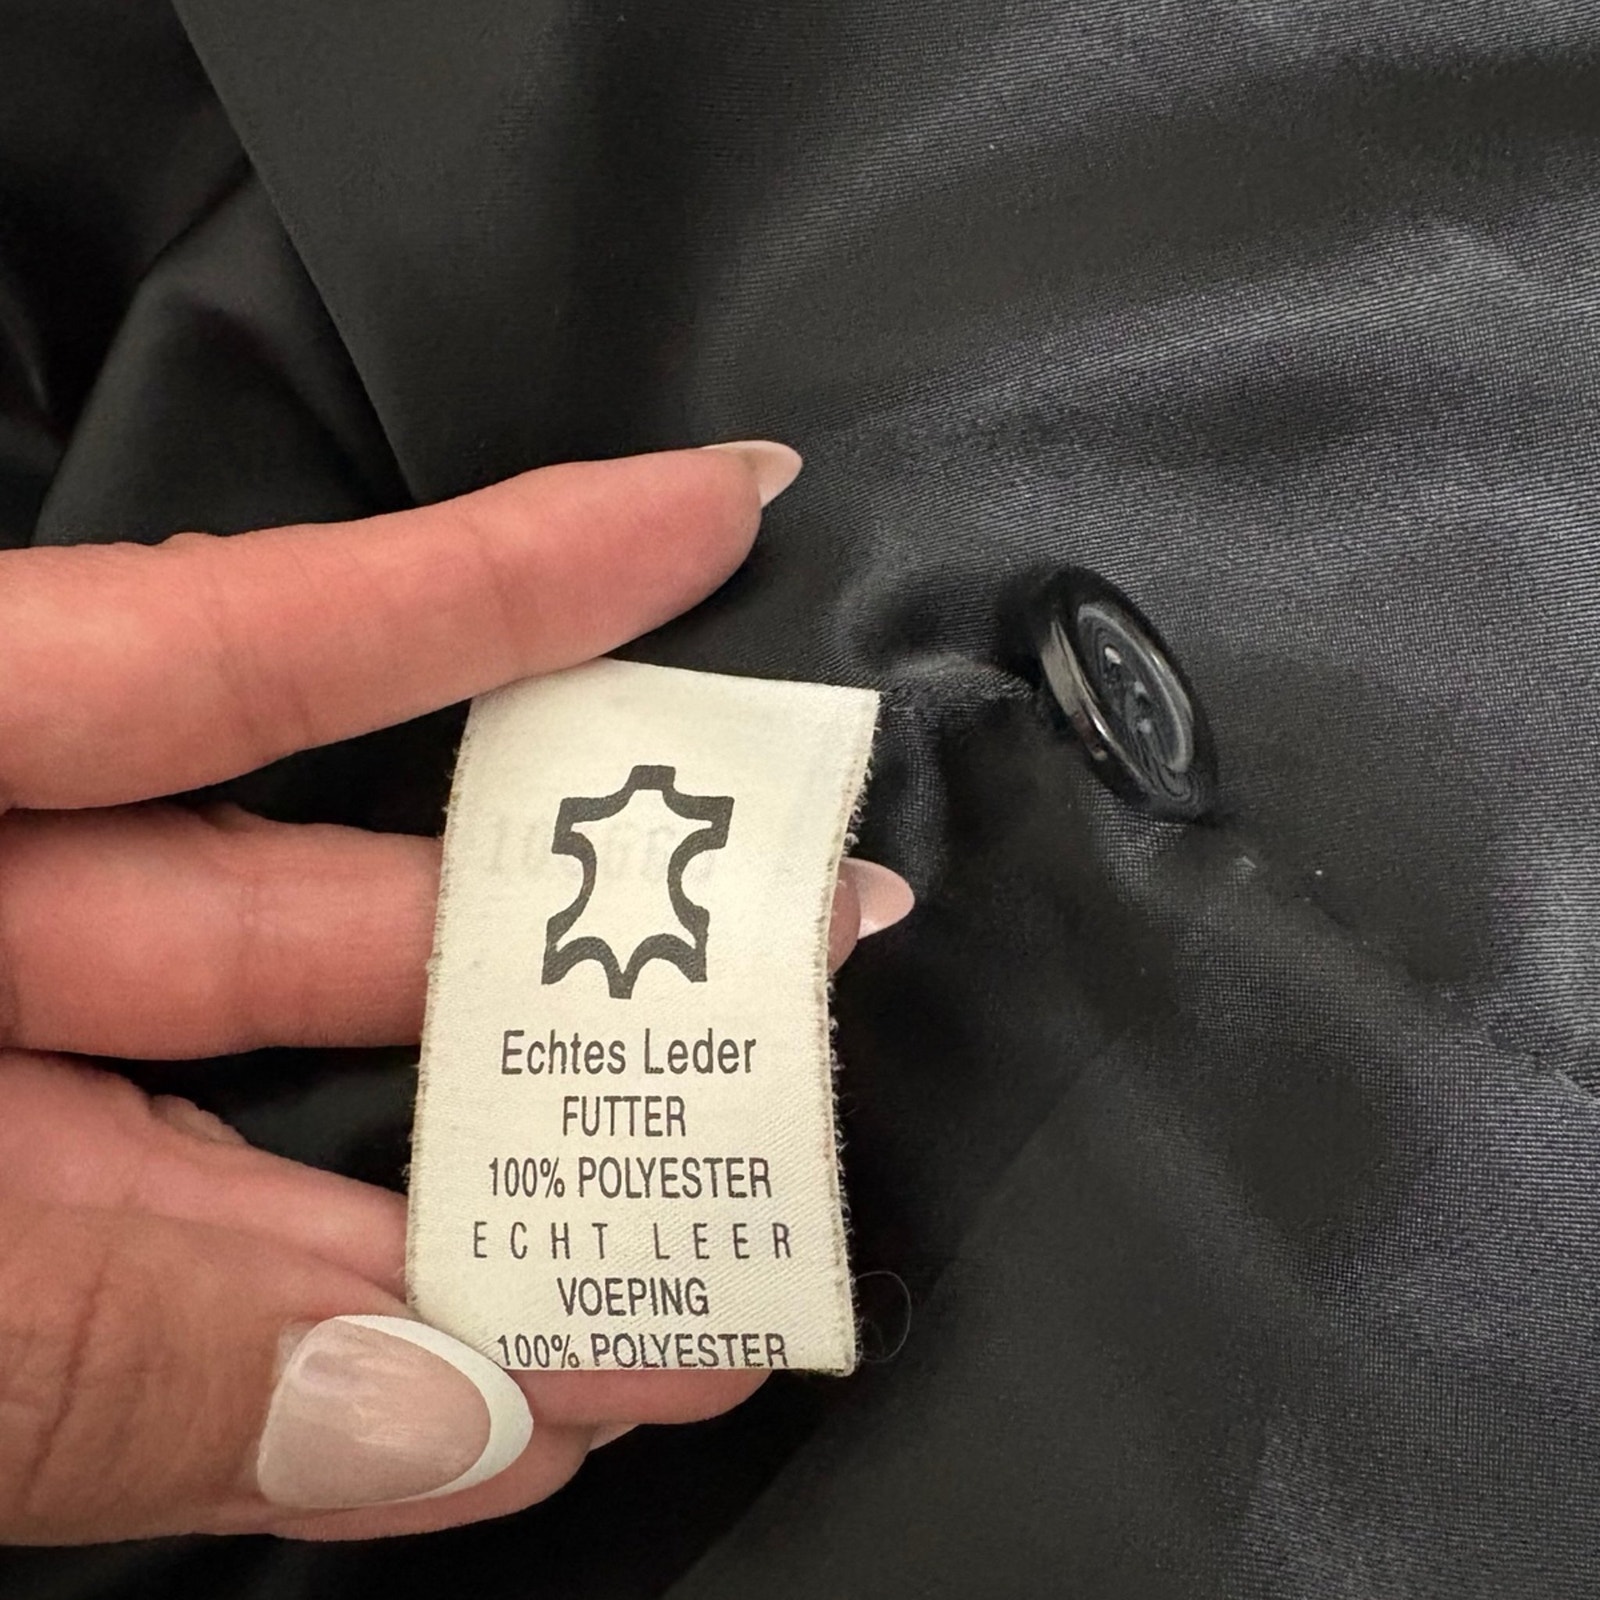 Echtes Leder
FUTTER
100% POLYESTER
ECHT LEER
VOEPING
100% POLYESTER